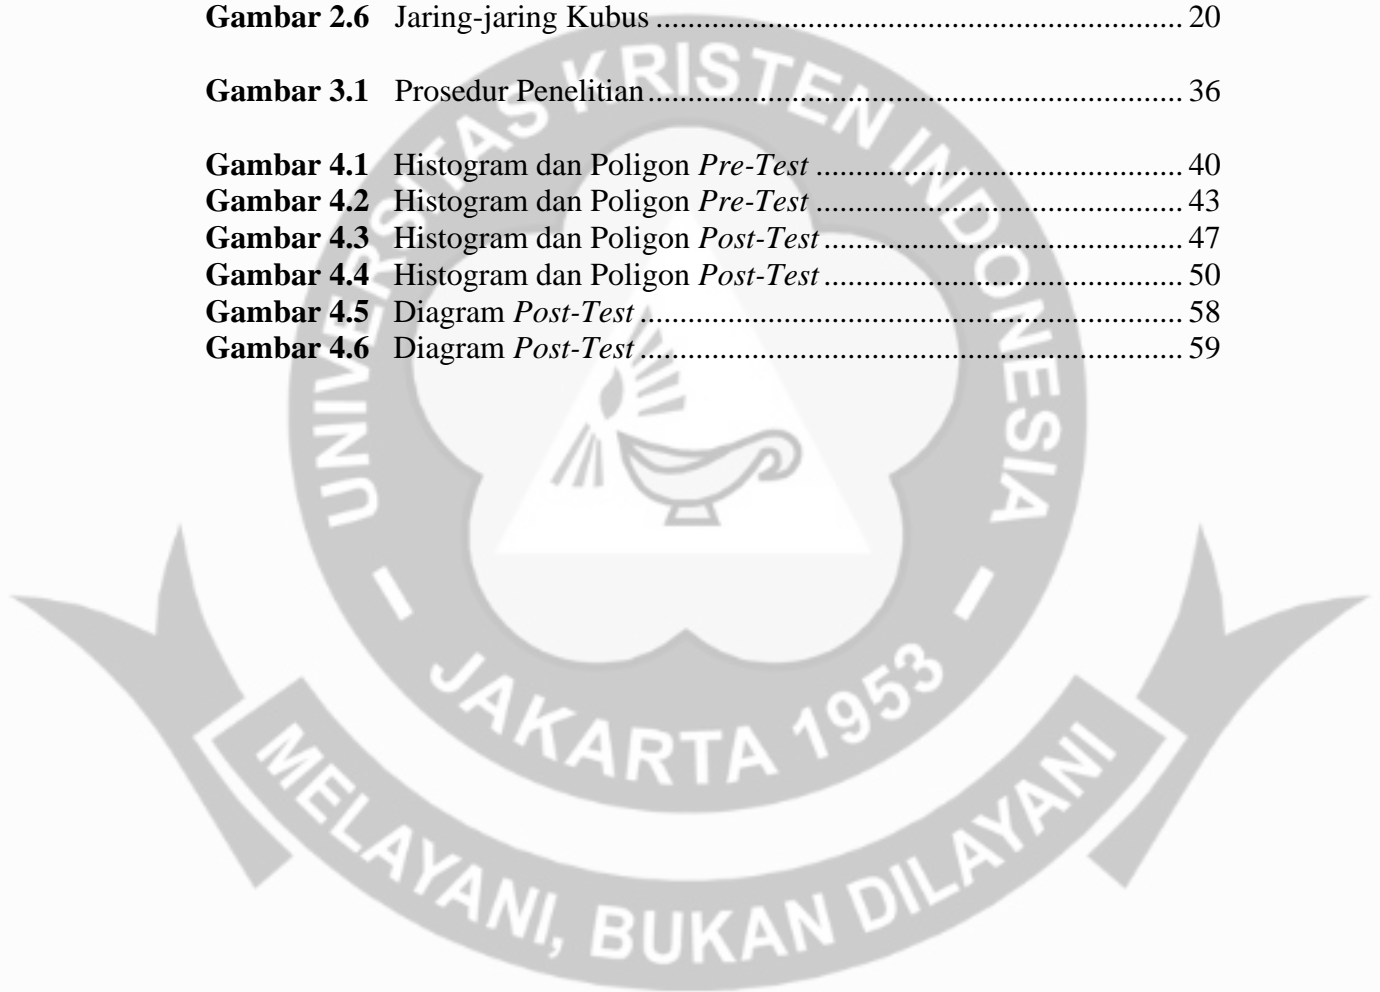 Gambar 2.6 Jaring-jaring Kubus ........................................................................ 20
Gambar 3.1 Prosedur Penelitian ......................................................................... 36
Gambar 4.1 Histogram dan Poligon Pre-Test .................................................. 40
Gambar 4.2 Histogram dan Poligon Pre-Test .................................................. 43
Gambar 4.3 Histogram dan Poligon Post-Test ................................................. 47
Gambar 4.4 Histogram dan Poligon Post-Test ................................................. 50
Gambar 4.5 Diagram Post-Test .......................................................................... 58
Gambar 4.6 Diagram Post-Test .......................................................................... 59
UNIVERSITAS KRISTEN INDONESIA
JAKARTA 1953
MELAYANI, BUKAN DILAYANI